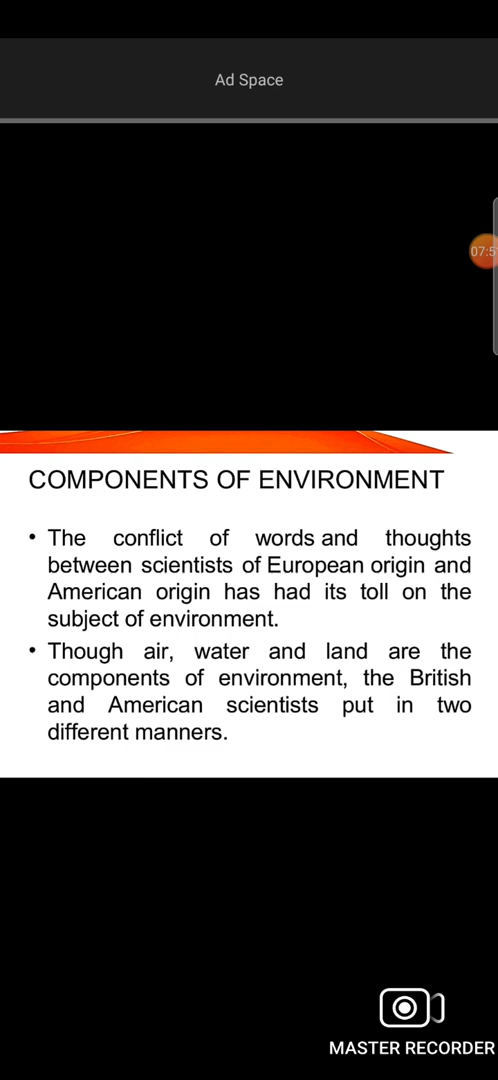 Ad Space
COMPONENTS OF ENVIRONMENT
• The conflict of words and thoughts
between scientists of European origin and
American origin has had its toll on the
subject of environment.
• Though air, water and land are the
components of environment, the British
and American scientists put in two
different manners.
MASTER RECORDER